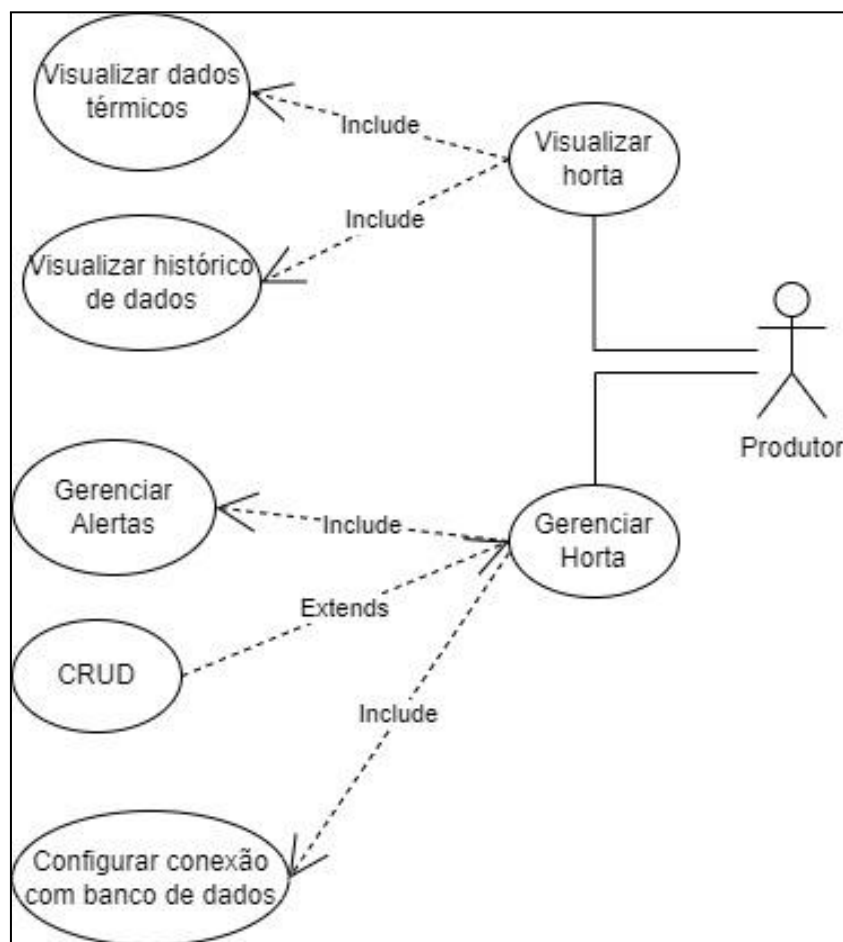 Visualizar dados
térmicos
Include
Visualizar
horta
Include
Visualizar histórico
de dados
Produtor
Gerenciar
Alertas
Include
Gerenciar
Horta
Extends
CRUD
Include
Configurar conexão
com banco de dados